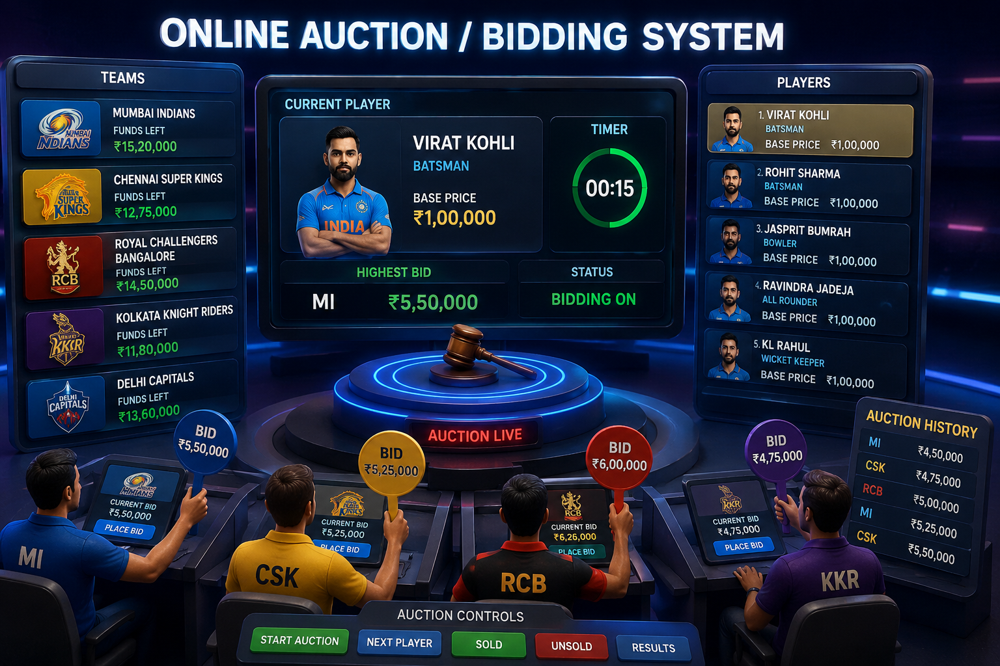 ONLINE AUCTION / BIDDING SYSTEM
TEAMS
MUMBAI INDIANS
FUNDS LEFT
₹15,20,000
MUMBAI
INDIANS
CHENNAI SUPER KINGS
FUNDS LEFT
₹12,75,000
SUPER
KINGS
ROYAL CHALLENGERS
BANGALORE
FUNDS LEFT
₹14,50,000
RCB
KOLKATA KNIGHT RIDERS
FUNDS LEFT
₹11,80,000
KKR
DELHI CAPITALS
FUNDS LEFT
₹13,60,000
DELHI
CAPITALS
CURRENT PLAYER
VIRAT KOHLI
BATSMAN
BASE PRICE
₹1,00,000
INDIA
TIMER
00:15
HIGHEST BID
MI ₹5,50,000
STATUS
BIDDING ON
PLAYERS
1. VIRAT KOHLI
BATSMAN
BASE PRICE ₹1,00,000
2. ROHIT SHARMA
BATSMAN
BASE PRICE ₹1,00,000
3. JASPRIT BUMRAH
BOWLER
BASE PRICE ₹1,00,000
4. RAVINDRA JADEJA
ALL ROUNDER
BASE PRICE ₹1,00,000
5. KL RAHUL
WICKET KEEPER
BASE PRICE ₹1,00,000
AUCTION LIVE
AUCTION HISTORY
MI ₹4,50,000
CSK ₹4,75,000
RCB ₹5,00,000
MI ₹5,25,000
CSK ₹5,50,000
BID
₹5,50,000
CURRENT BID
₹5,50,000
PLACE BID
MI
BID
₹5,25,000
CURRENT BID
₹5,25,000
PLACE BID
CSK
BID
₹6,00,000
RCB
CURRENT BID
₹6,26,000
PLACE BID
RCB
BID
₹4,75,000
KKR
CURRENT BID
₹4,75,000
PLACE BID
KKR
AUCTION CONTROLS
START AUCTION
NEXT PLAYER
SOLD
UNSOLD
RESULTS